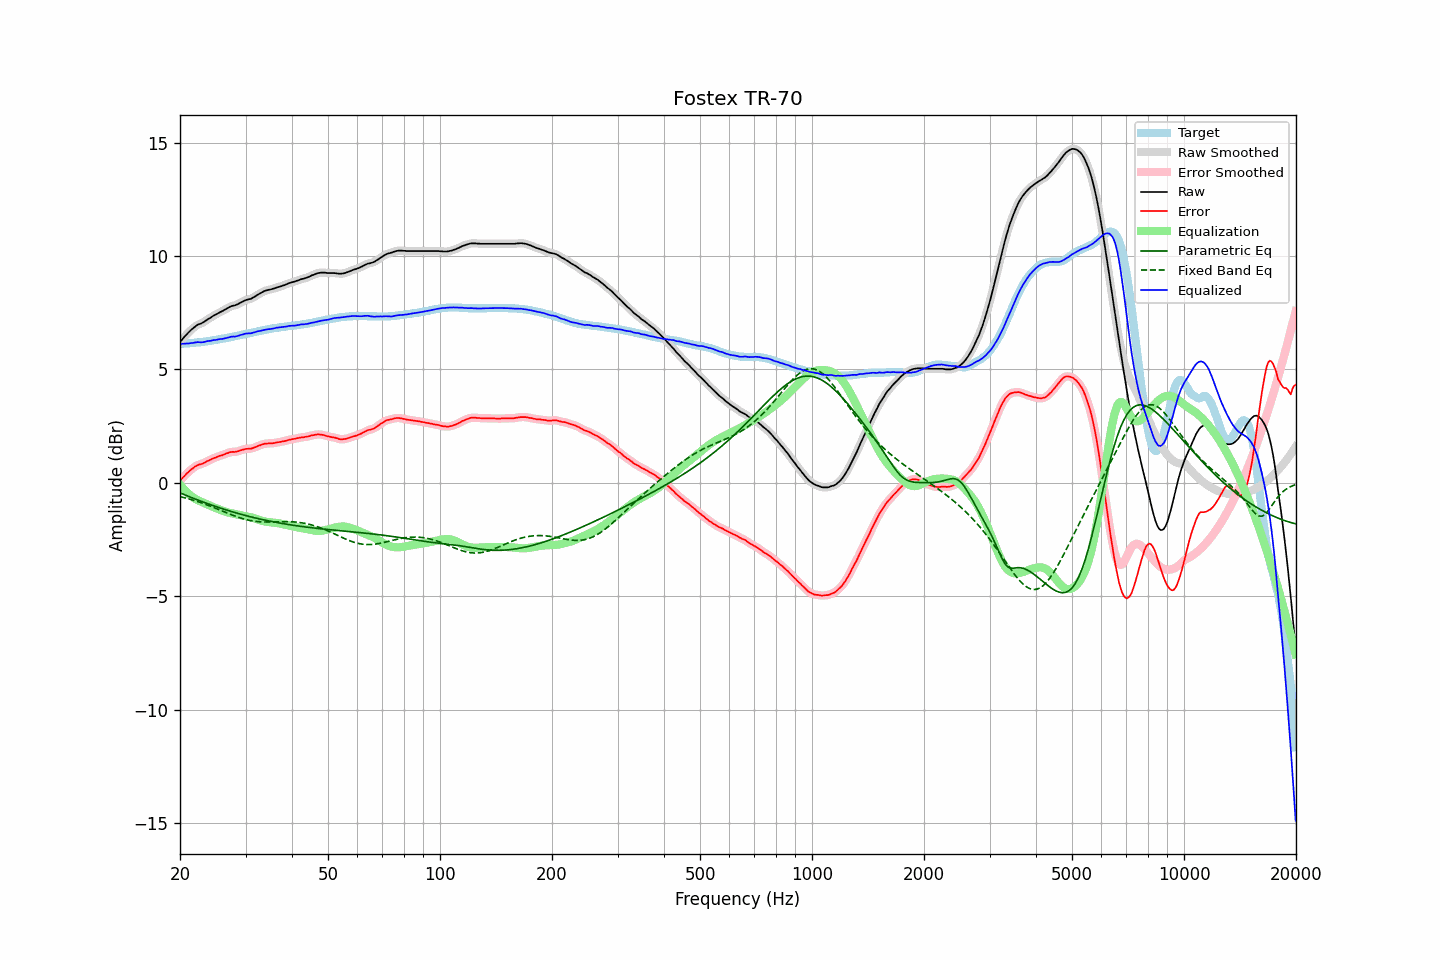 Fostex TR-70
Amplitude (dBr)
15
10
5
0
−5
−10
−15
20
50
100
200
500
1000
2000
5000
10000
20000
Frequency (Hz)
Target
Raw Smoothed
Error Smoothed
Raw
Error
Equalization
Parametric Eq
Fixed Band Eq
Equalized